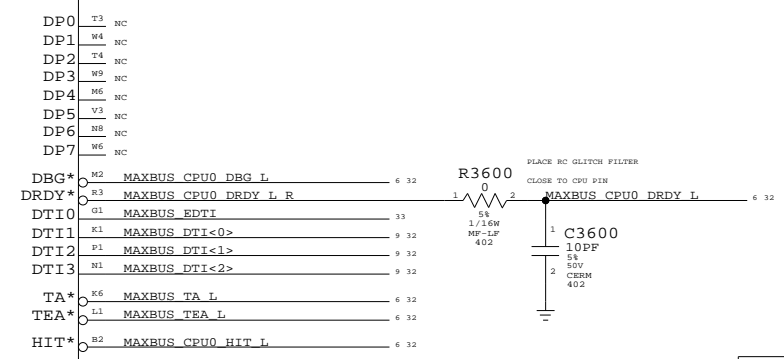 DP0 T3 NC
DP1 W4 NC
DP2 T4 NC
DP3 W9 NC
DP4 M6 NC
DP5 V3 NC
DP6 N8 NC
DP7 W6 NC
PLACE RC GLITCH FILTER
CLOSE TO CPU PIN
DBG* M2 MAXBUS_CPU0_DBG_L 6 32
DRDY* R3 MAXBUS_CPU0_DRDY_L_R
R3600
0
1 2
5%
1/16W
MF-LF
402
MAXBUS_CPU0_DRDY_L 6 32
DTI0 G1 MAXBUS_EDTI 33
DTI1 K1 MAXBUS_DTI<0> 9 32
DTI2 P1 MAXBUS_DTI<1> 9 32
DTI3 N1 MAXBUS_DTI<2> 9 32
1
C3600
10PF
5%
50V
CERM
402
2
TA* K6 MAXBUS_TA_L 6 32
TEA* L1 MAXBUS_TEA_L 6 32
HIT* B2 MAXBUS_CPU0_HIT_L 6 32